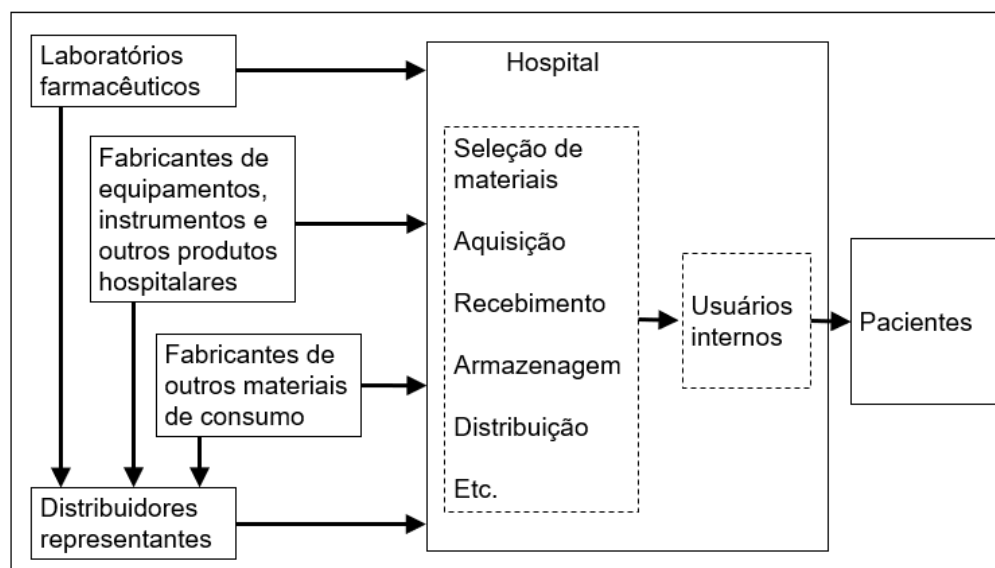 Laboratórios
farmacêuticos
Fabricantes de
equipamentos,
instrumentos e
outros produtos
hospitalares
Fabricantes de
outros materiais
de consumo
Distribuidores
representantes
Hospital
Seleção de
materiais
Aquisição
Recebimento
Armazenagem
Distribuição
Etc.
Usuários
internos
Pacientes